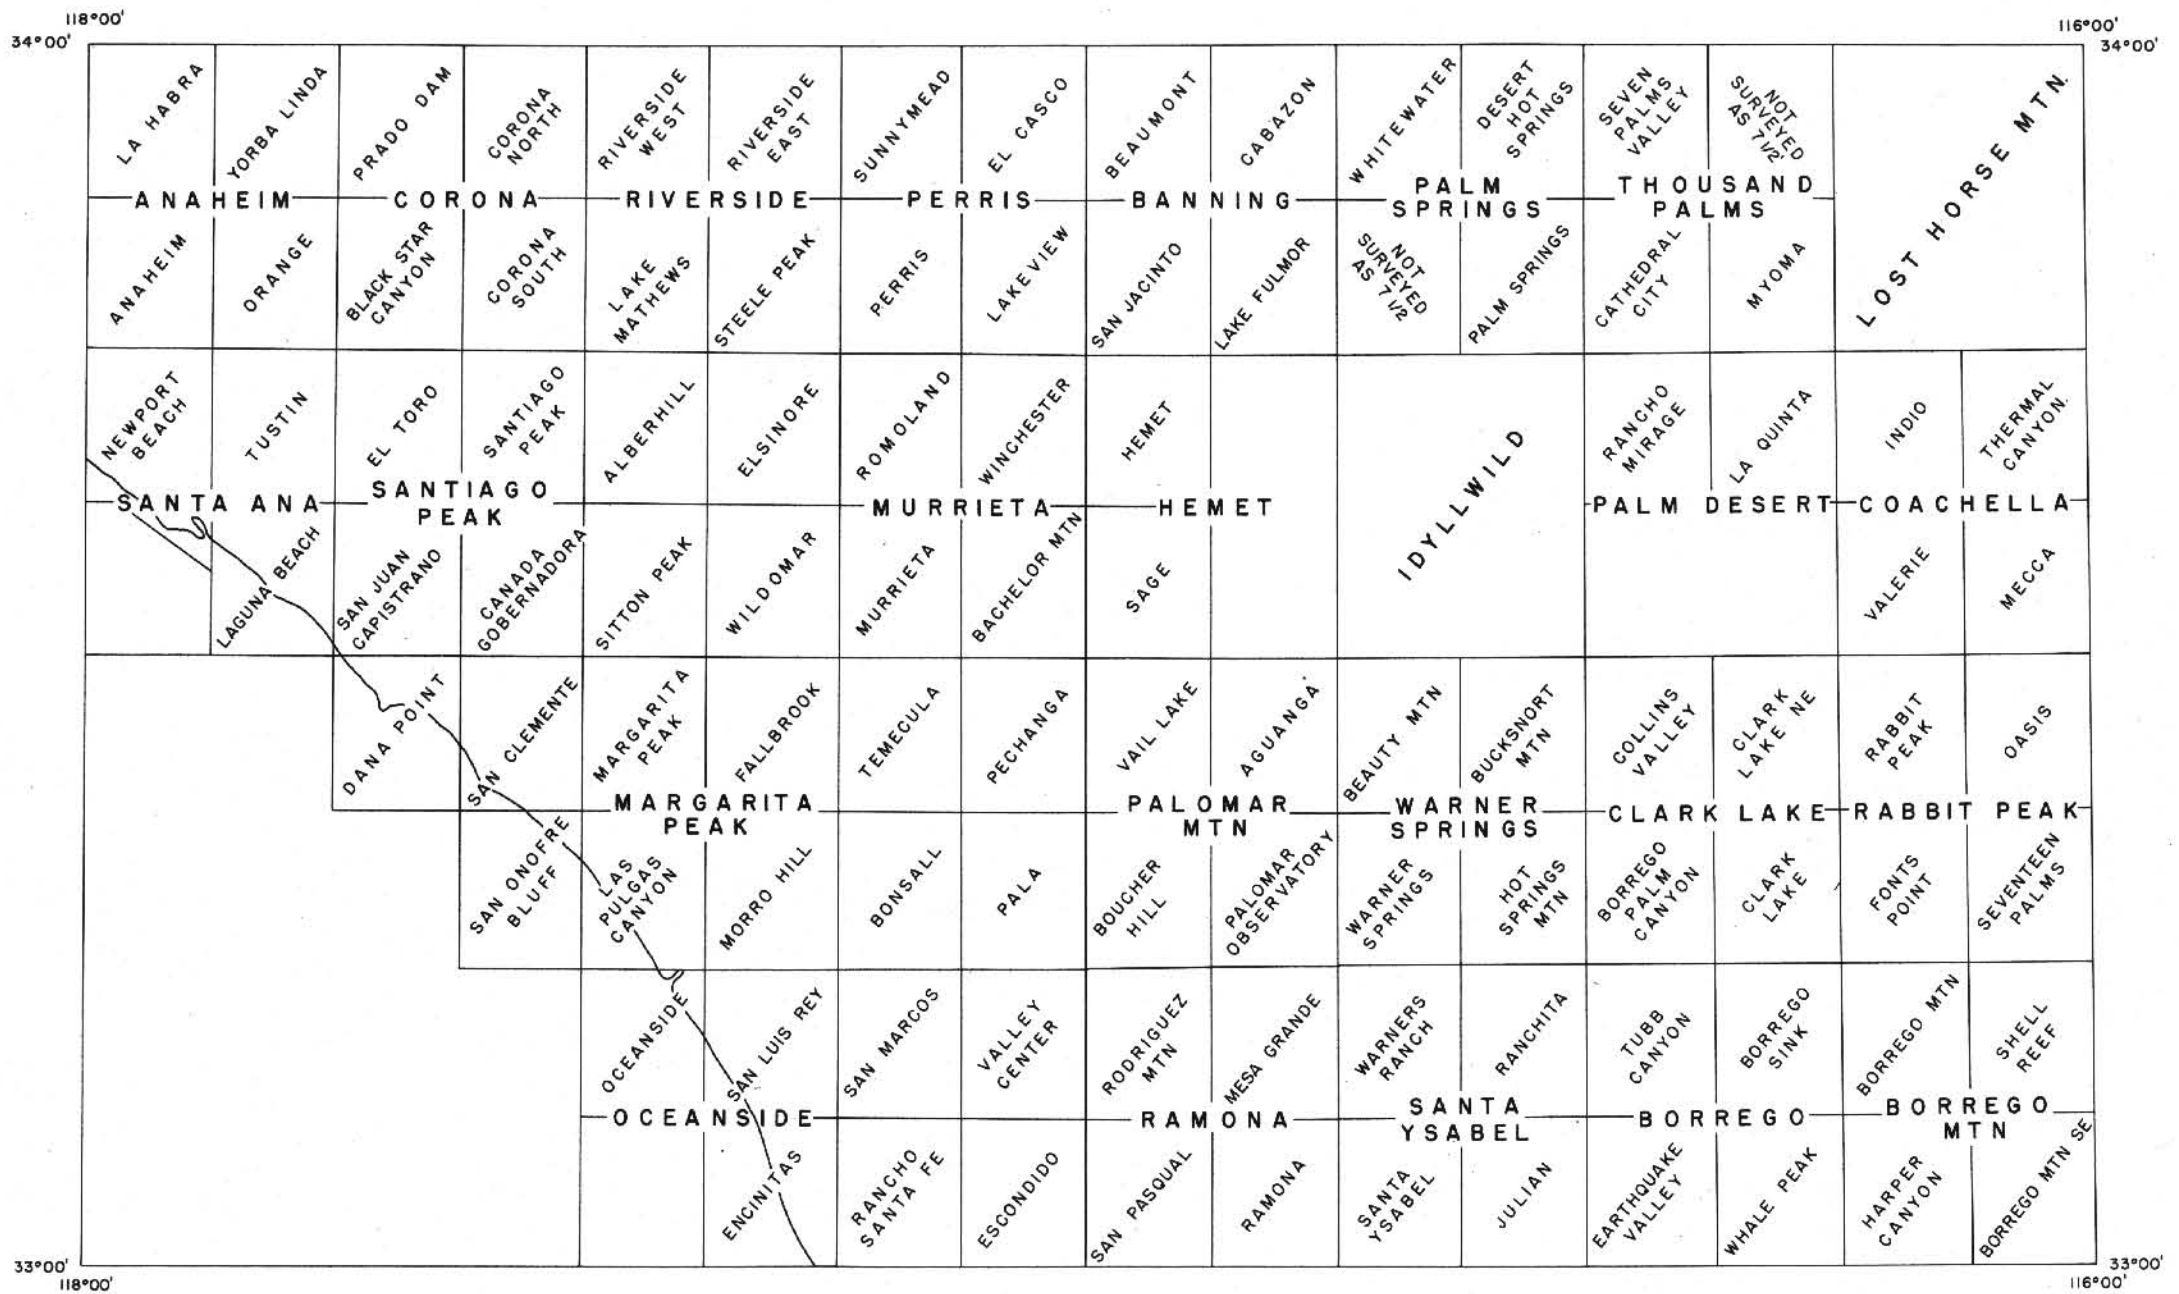 118°00'
116°00'
34°00'
34°00'
LA HABRA
YORBA LINDA
PRADO DAM
CORONA
NORTH
RIVERSIDE
WEST
RIVERSIDE
EAST
SUNNYMEAD
EL CASCO
BEAUMONT
CABAZON
WHITEWATER
DESERT
HOT
SPRINGS
SEVEN
PALMS
VALLEY
NOT
SURVEYED
AS 7 1/2'
LOST HORSE MTN.
ANAHEIM
CORONA
RIVERSIDE
PERRIS
BANNING
PALM
SPRINGS
THOUSAND
PALMS
ANAHEIM
ORANGE
BLACK STAR
CANYON
CORONA
SOUTH
LAKE
MATHEWS
STEELE PEAK
PERRIS
LAKEVIEW
SAN JACINTO
LAKE FULMOR
NOT
SURVEYED
AS 7 1/2
PALM SPRINGS
CATHEDRAL
CITY
MYOMA
NEWPORT
BEACH
TUSTIN
EL TORO
SANTIAGO
PEAK
ALBERHILL
ELSINORE
ROMOLAND
WINCHESTER
HEMET
IDYLLWILD
RANCHO
MIRAGE
LA QUINTA
INDIO
THERMAL
CANYON.
SANTA ANA
SANTIAGO
PEAK
MURRIETA
HEMET
PALM DESERT
COACHELLA
LAGUNA BEACH
SAN JUAN
CAPISTRANO
CANADA
GOBERNADORA
SITTON PEAK
WILDOMAR
MURRIETA
BACHELOR MTN
SAGE
VALERIE
MECCA
DANA POINT
SAN CLEMENTE
MARGARITA
PEAK
FALLBROOK
TEMECULA
PECHANGA
VAIL LAKE
AGUANGA
BEAUTY MTN
BUCKSNORT
MTN
COLLINS
VALLEY
CLARK
LAKE NE
RABBIT
PEAK
OASIS
MARGARITA
PEAK
PALOMAR
MTN
WARNER
SPRINGS
CLARK LAKE
RABBIT PEAK
SAN ONOFRE
BLUFF
LAS
PULGAS
CANYON
MORRO HILL
BONSALL
PALA
BOUCHER
HILL
PALOMAR
OBSERVATORY
WARNER
SPRINGS
HOT
SPRINGS
MTN
BORREGO
PALM
CANYON
CLARK
LAKE
FONTS
POINT
SEVENTEEN
PALMS
OCEANSIDE
SAN LUIS REY
SAN MARCOS
VALLEY
CENTER
RODRIGUEZ
MTN
MESA GRANDE
WARNERS
RANCH
RANCHITA
TUBB
CANYON
BORREGO
SINK
BORREGO MTN
SHELL
REEF
OCEANSIDE
RAMONA
SANTA
YSABEL
BORREGO
BORREGO
MTN
ENCINITAS
RANCHO
SANTA FE
ESCONDIDO
SAN PASQUAL
RAMONA
SANTA
YSABEL
JULIAN
EARTHQUAKE
VALLEY
WHALE PEAK
HARPER
CANYON
BORREGO MTN SE
33°00'
33°00'
118°00'
116°00'